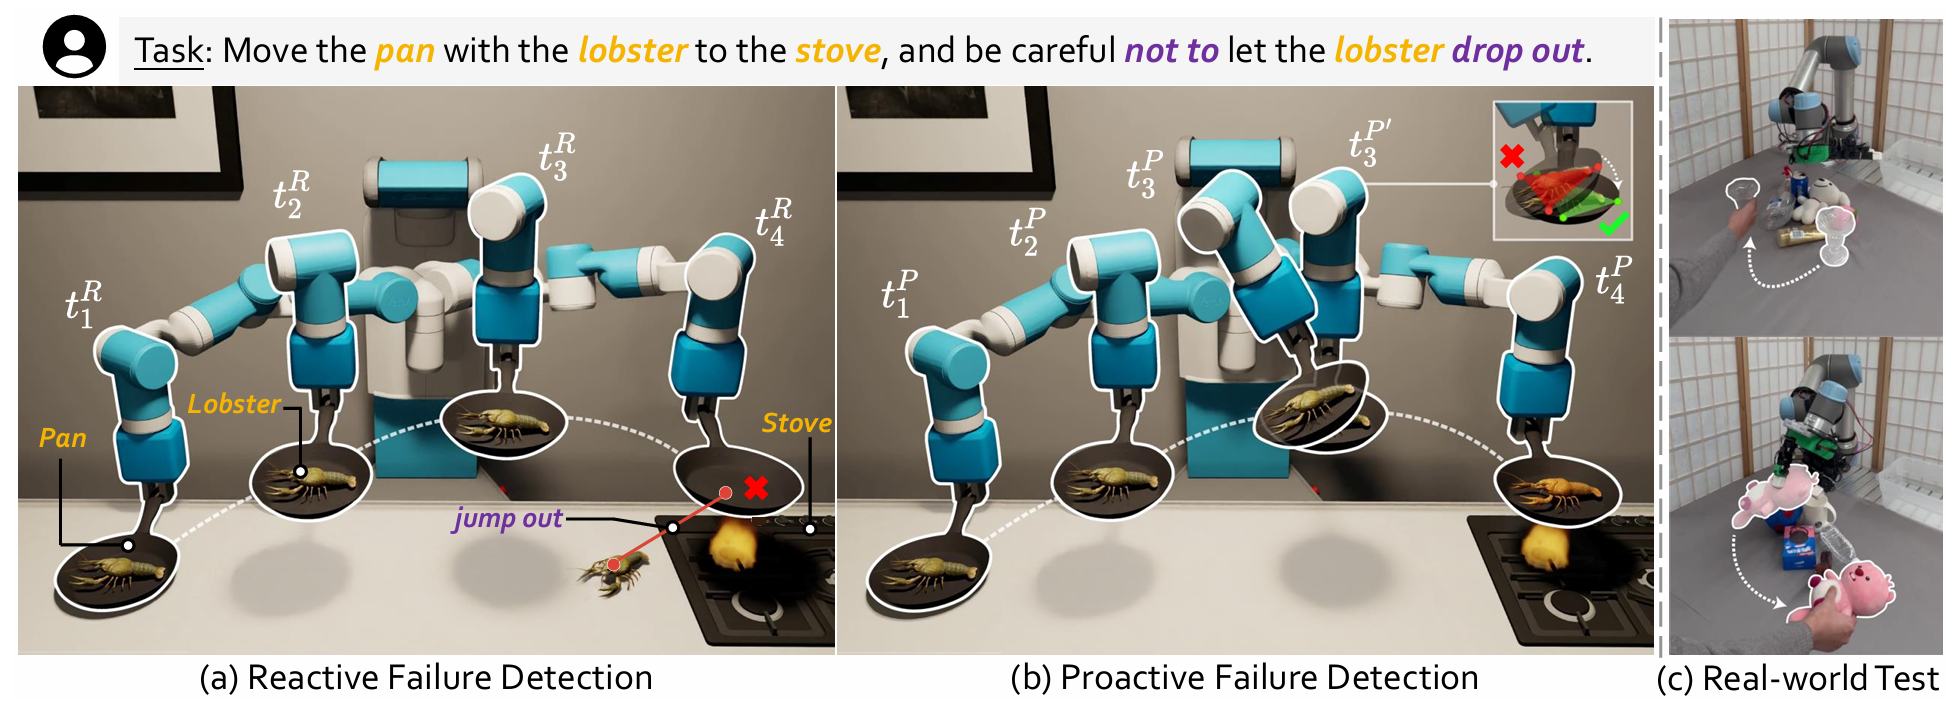 Task: Move the pan with the lobster to the stove, and be careful not to let the lobster drop out.
t_1^R
t_2^R
t_3^R
t_4^R
Pan
Lobster
Stove
jump out
t_1^P
t_2^P
t_3^P
t_3^{P'}
t_4^P
(a) Reactive Failure Detection
(b) Proactive Failure Detection
(c) Real-world Test